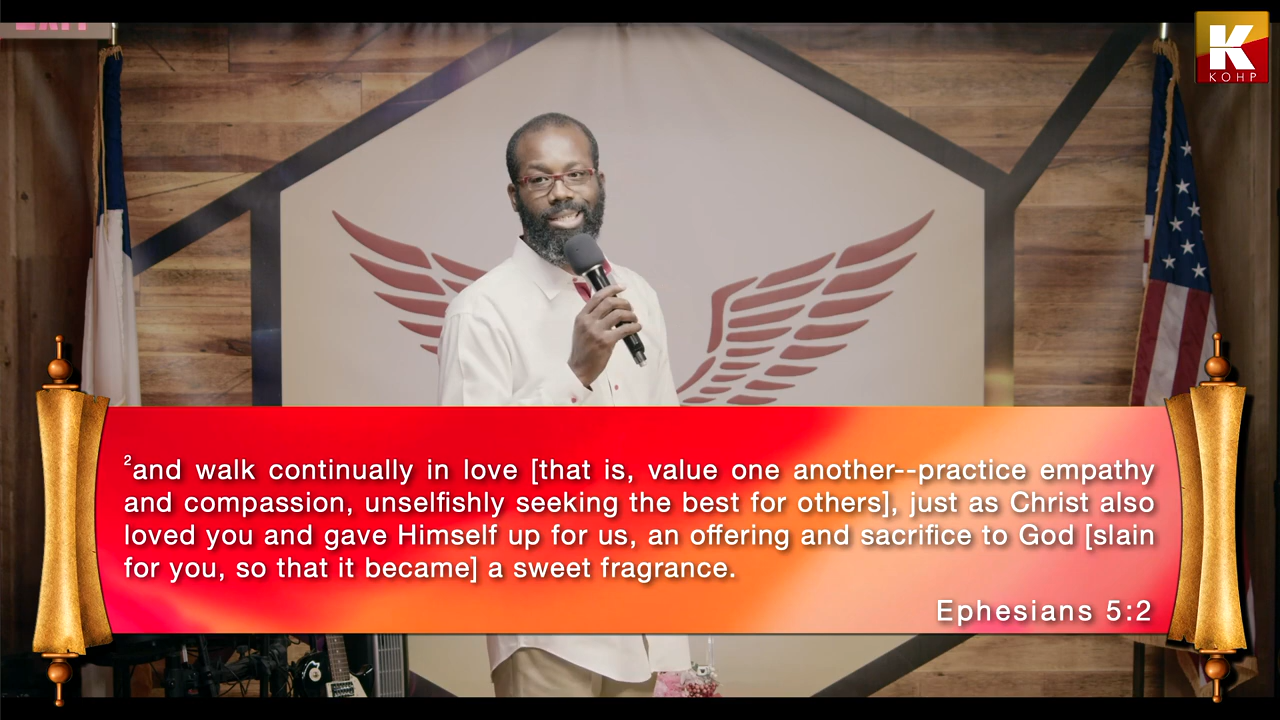 EXIT
K
KOHP
²and walk continually in love [that is, value one another--practice empathy
and compassion, unselfishly seeking the best for others], just as Christ also
loved you and gave Himself up for us, an offering and sacrifice to God [slain
for you, so that it became] a sweet fragrance.
Ephesians 5:2